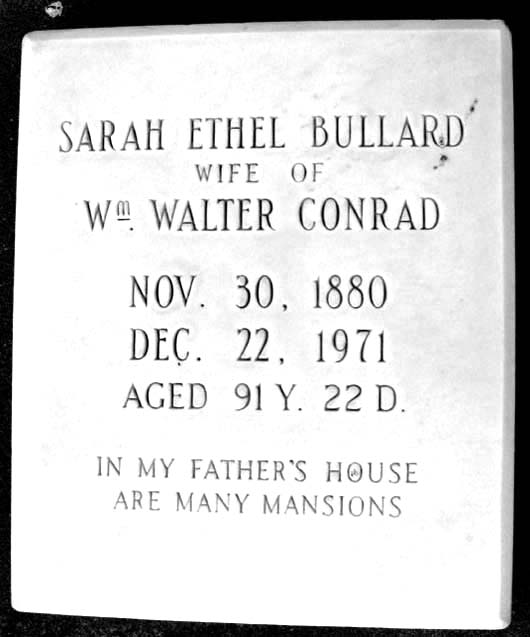 SARAH ETHEL BULLARD
WIFE OF
Wm. WALTER CONRAD
NOV. 30, 1880
DEC. 22, 1971
AGED 91 Y. 22 D.
IN MY FATHER'S HOUSE
ARE MANY MANSIONS